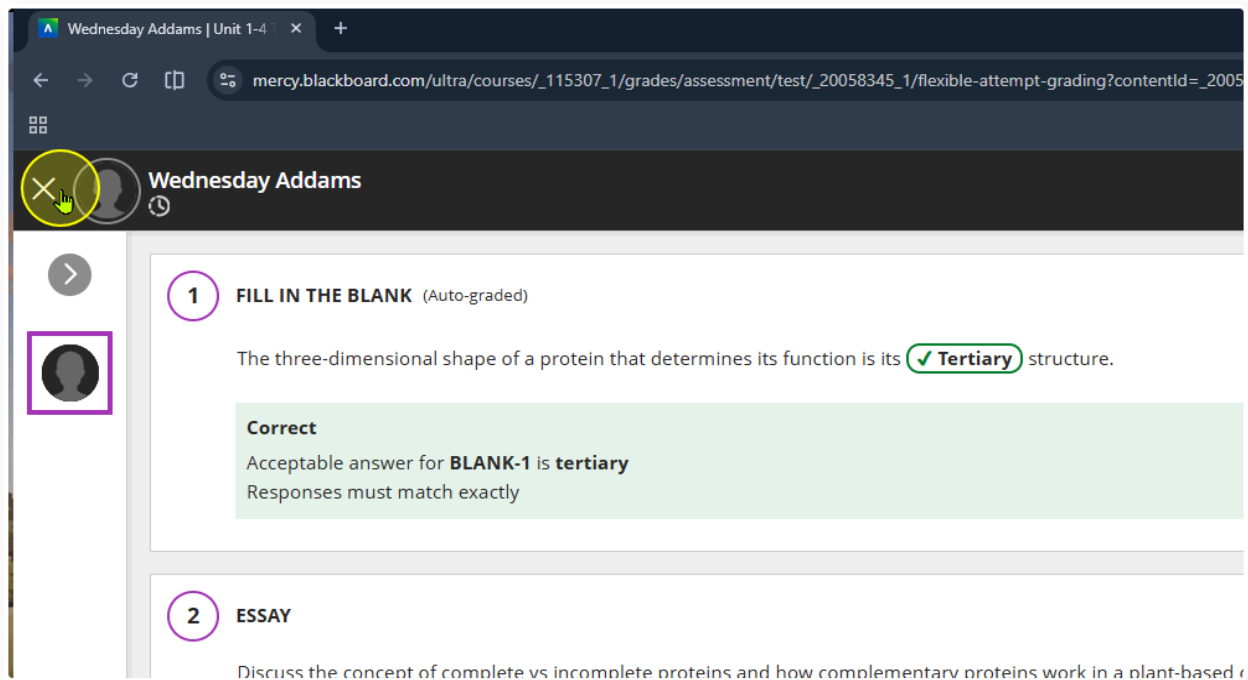 Wednesday Addams | Unit 1-4
mercy.blackboard.com/ultra/courses/_115307_1/grades/assessment/test/_20058345_1/flexible-attempt-grading?contentId=_2005
Wednesday Addams
1 FILL IN THE BLANK (Auto-graded)
The three-dimensional shape of a protein that determines its function is its ✓ Tertiary structure.
Correct
Acceptable answer for BLANK-1 is tertiary
Responses must match exactly
2 ESSAY
Discuss the concept of complete vs incomplete proteins and how complementary proteins work in a plant-based